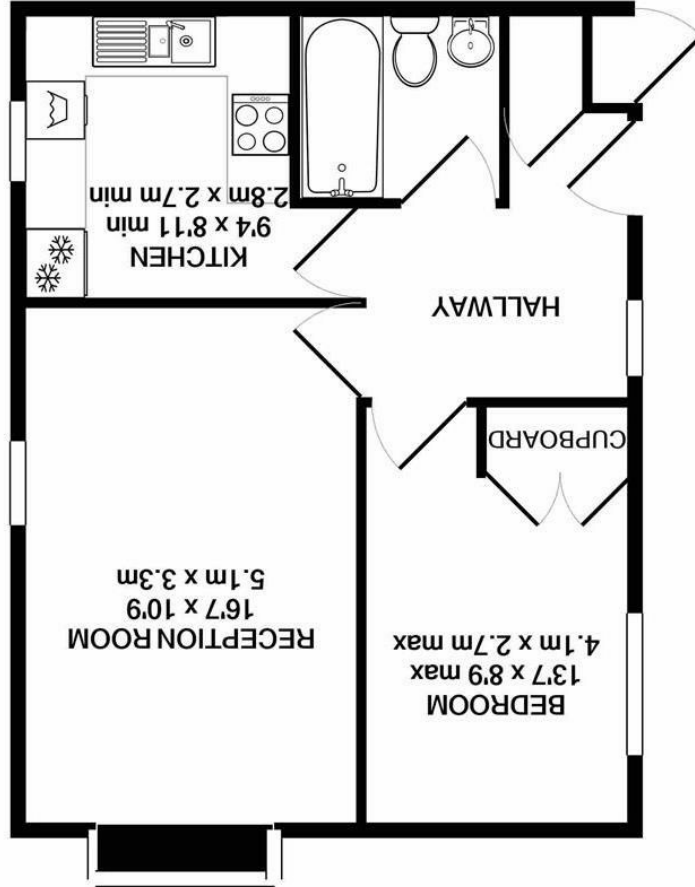 BEDROOM
13'7 x 8'9 max
4.1m x 2.7m max
RECEPTION ROOM
16'7 x 10'9
5.1m x 3.3m
CUPBOARD
HALLWAY
KITCHEN
9'4 x 8'11 min
2.8m x 2.7m min